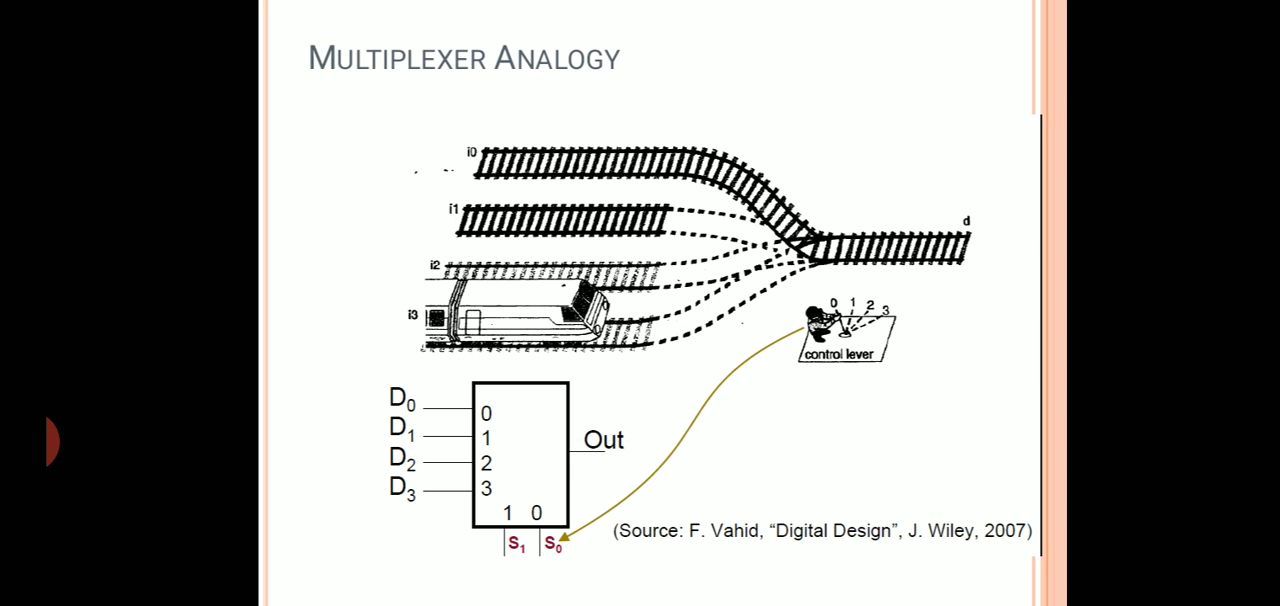 MULTIPLEXER ANALOGY
i0
i1
d
i2
i3
0 1 2 3
control lever
D0
D1
D2
D3
0
1
2
3
Out
1 0
S1 S0
(Source: F. Vahid, “Digital Design”, J. Wiley, 2007)